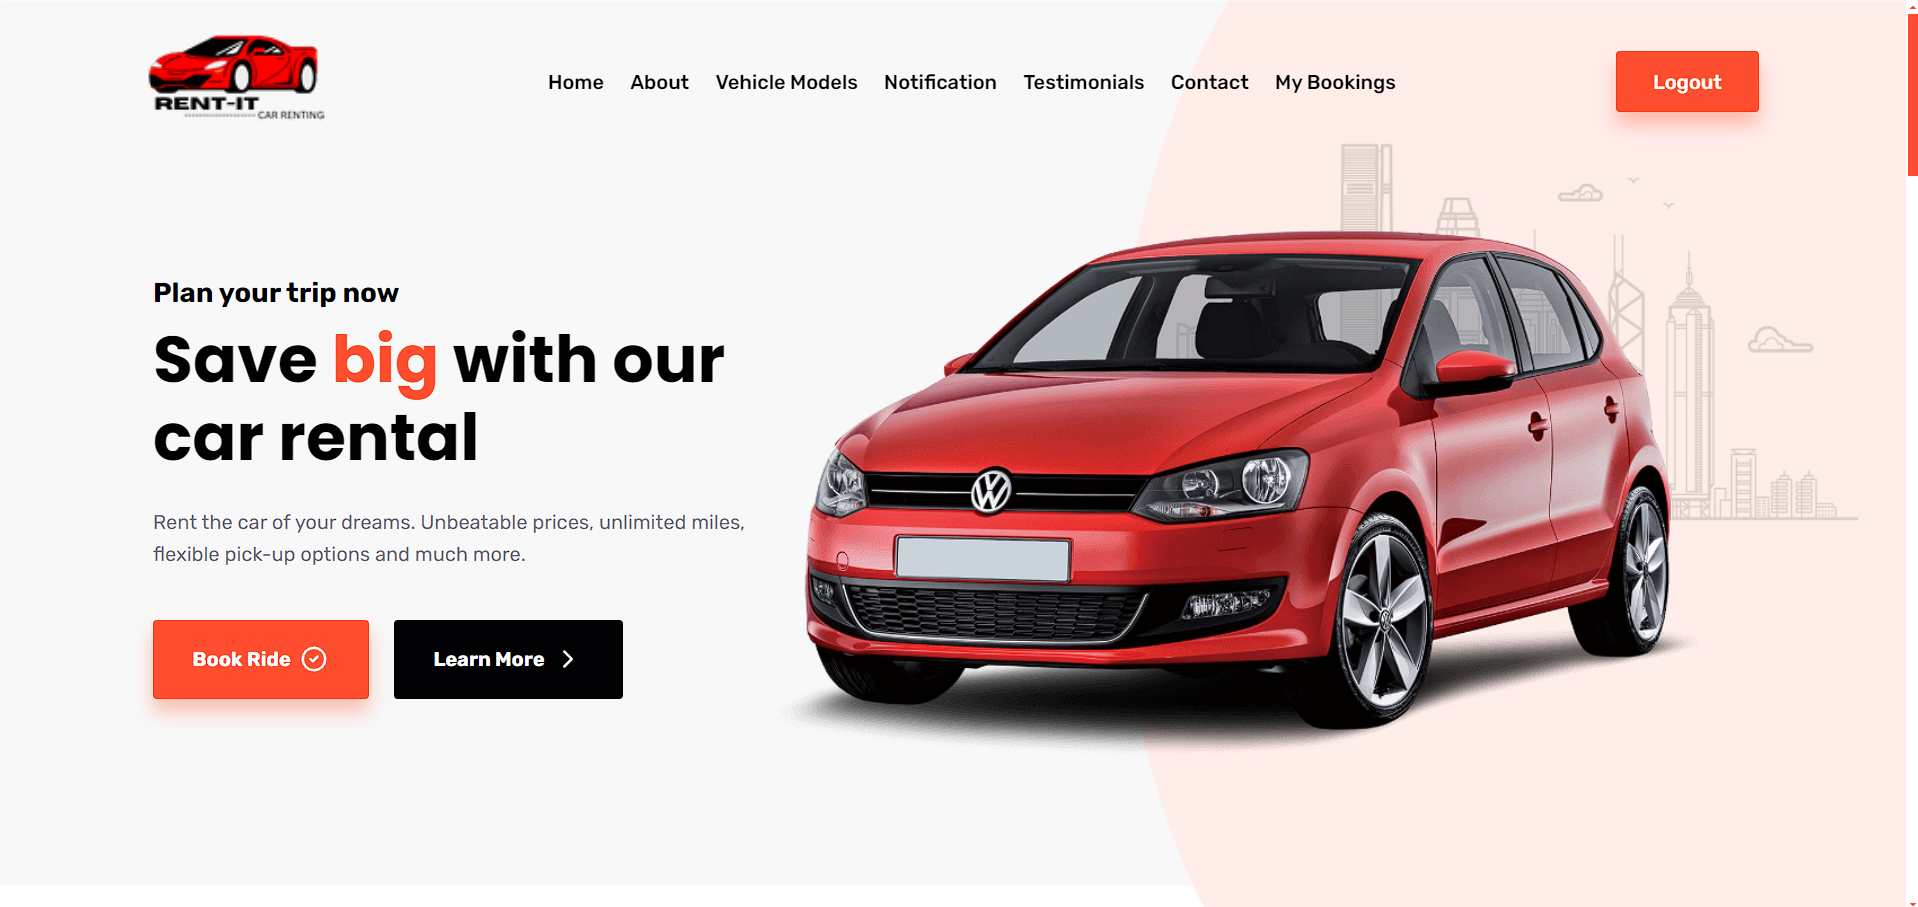 RENT-IT
CAR RENTING
Home About Vehicle Models Notification Testimonials Contact My Bookings
Logout
Plan your trip now
Save big with our
car rental
Rent the car of your dreams. Unbeatable prices, unlimited miles,
flexible pick-up options and much more.
Book Ride
Learn More